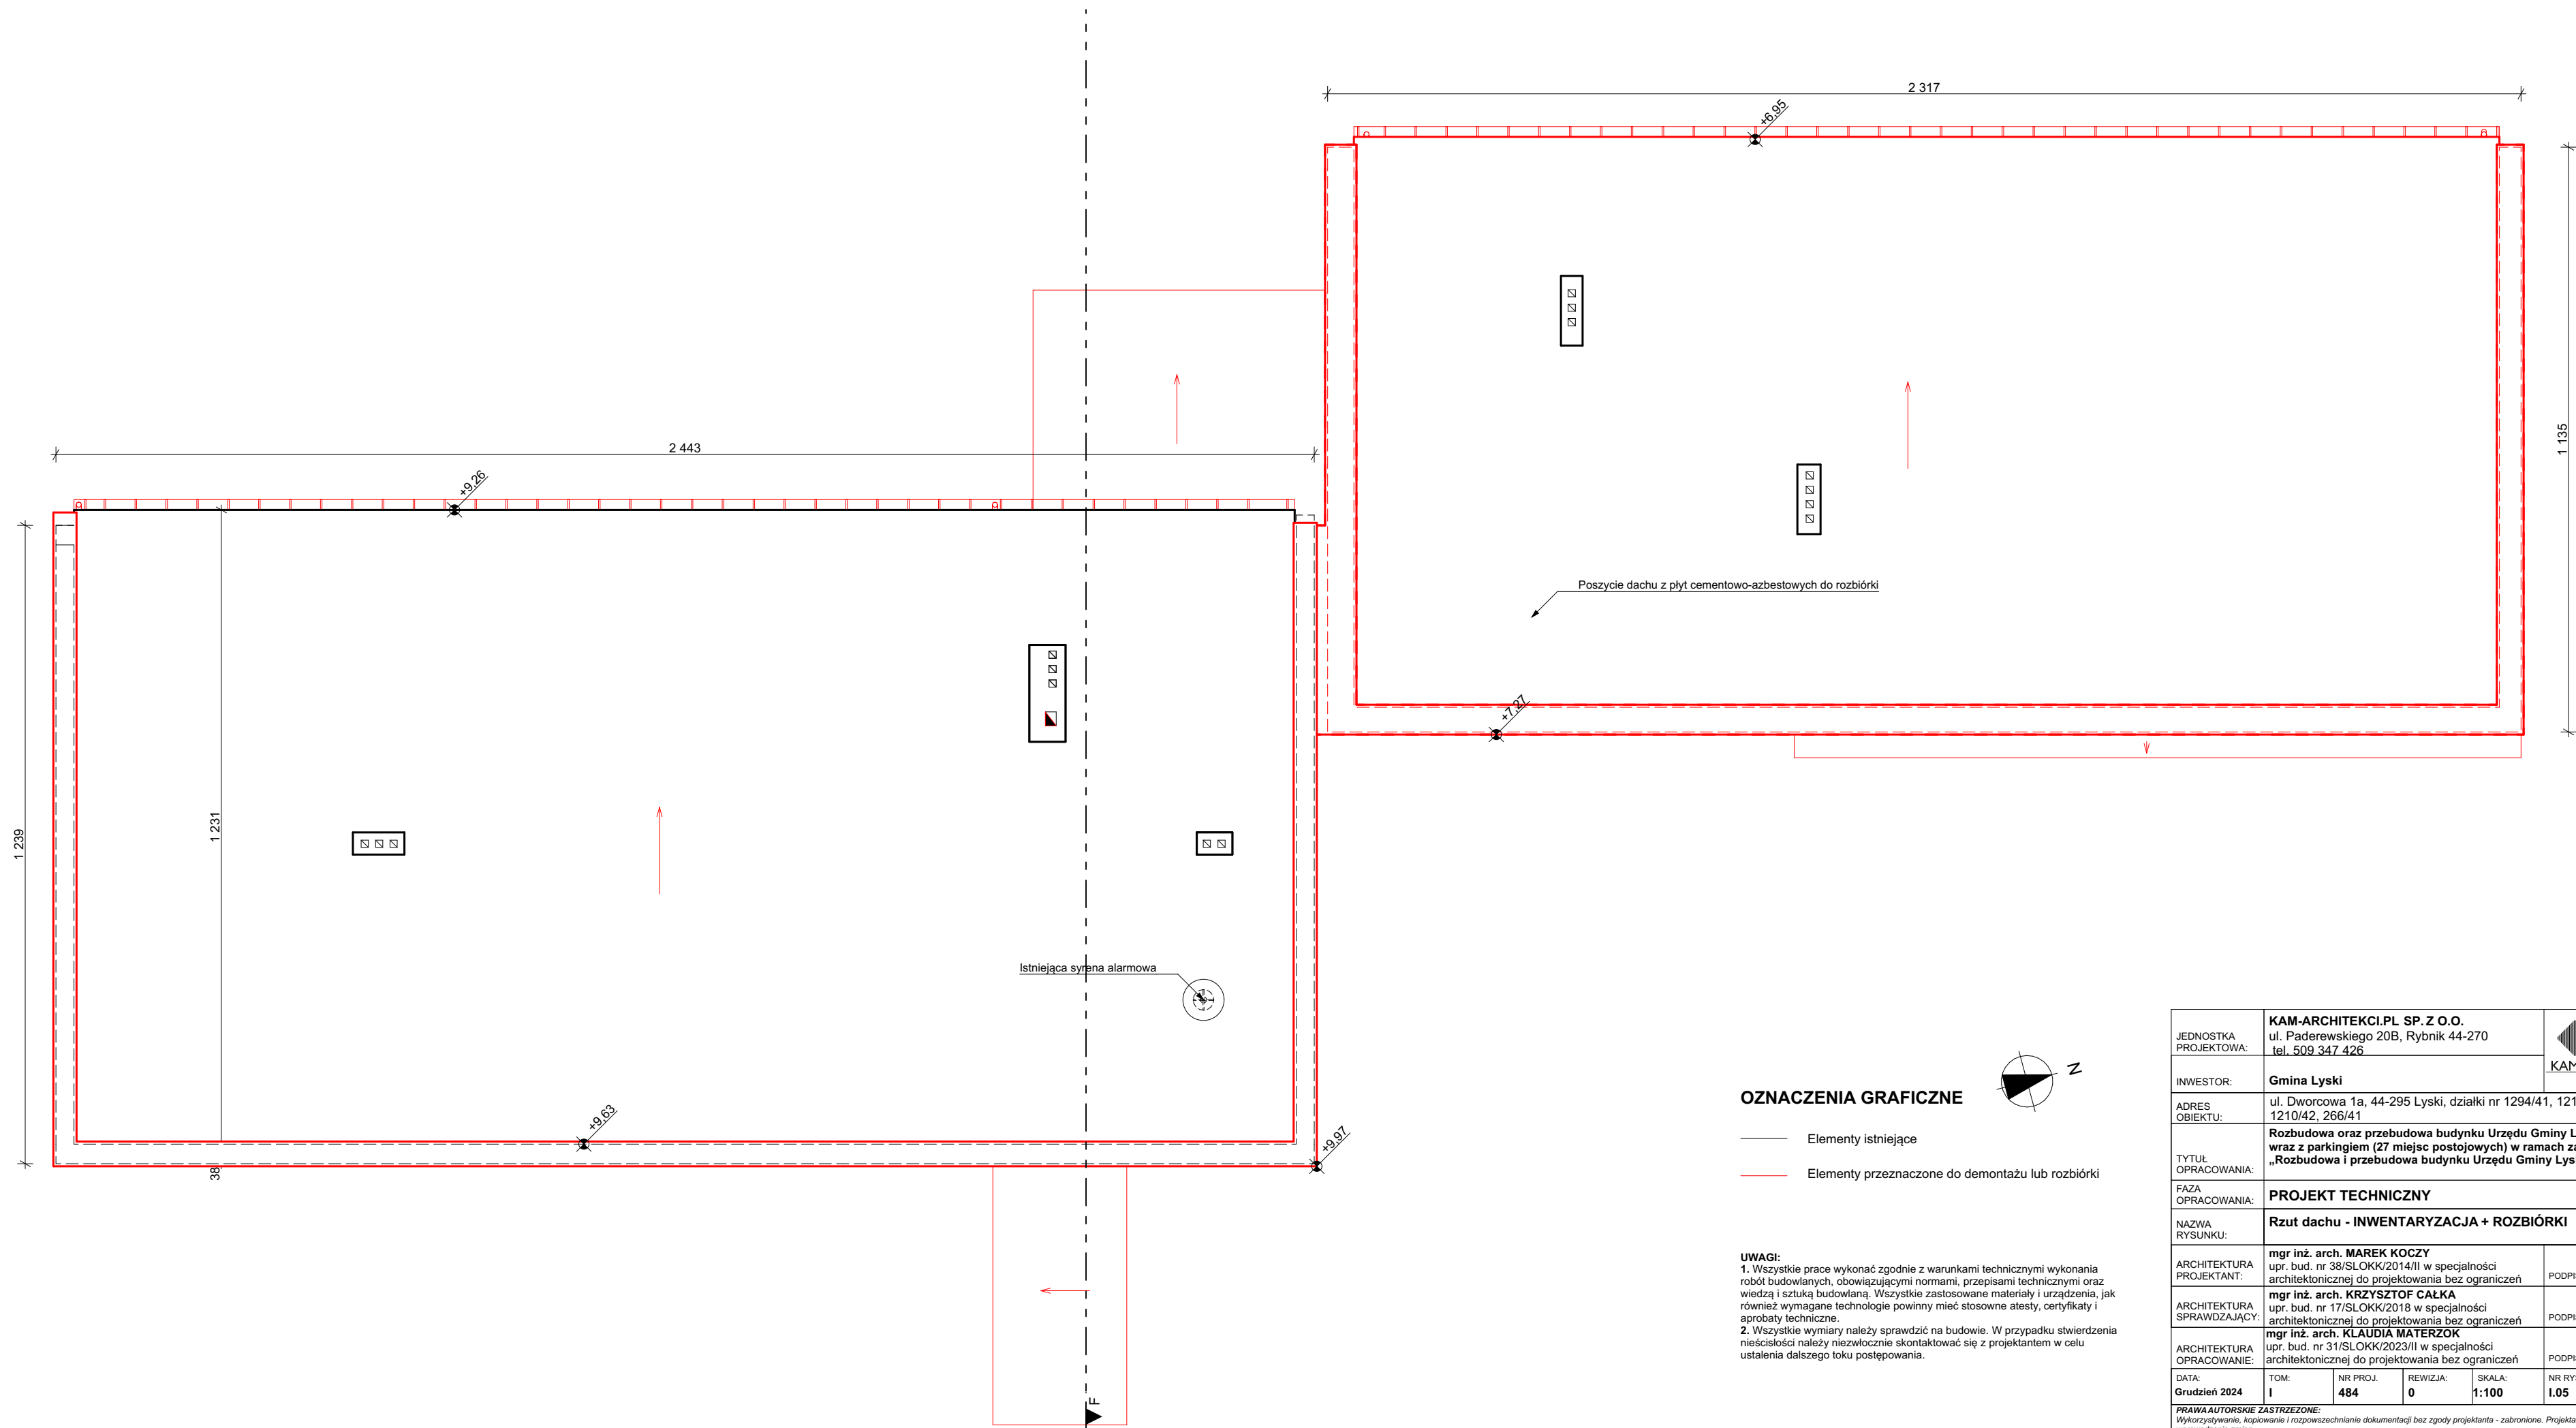 2 317
+6,95
2 443
+9,26
1 135
Poszycie dachu z płyt cementowo-azbestowych do rozbiórki
+7,27
1 239
1 231
Istniejąca syrena alarmowa
+9,63
+9,97
38
F
N
OZNACZENIA GRAFICZNE
Elementy istniejące
Elementy przeznaczone do demontażu lub rozbiórki
UWAGI:
1. Wszystkie prace wykonać zgodnie z warunkami technicznymi wykonania
robót budowlanych, obowiązującymi normami, przepisami technicznymi oraz
wiedzą i sztuką budowlaną. Wszystkie zastosowane materiały i urządzenia, jak
również wymagane technologie powinny mieć stosowne atesty, certyfikaty i
aprobaty techniczne.
2. Wszystkie wymiary należy sprawdzić na budowie. W przypadku stwierdzenia
nieścisłości należy niezwłocznie skontaktować się z projektantem w celu
ustalenia dalszego toku postępowania.
JEDNOSTKA
PROJEKTOWA:
KAM-ARCHITEKCI.PL SP. Z O.O.
ul. Paderewskiego 20B, Rybnik 44-270
tel. 509 347 426
KAM
INWESTOR:
Gmina Lyski
ADRES
OBIEKTU:
ul. Dworcowa 1a, 44-295 Lyski, działki nr 1294/41, 121
1210/42, 266/41
TYTUŁ
OPRACOWANIA:
Rozbudowa oraz przebudowa budynku Urzędu Gminy L
wraz z parkingiem (27 miejsc postojowych) w ramach za
„Rozbudowa i przebudowa budynku Urzędu Gminy Lys
FAZA
OPRACOWANIA:
PROJEKT TECHNICZNY
NAZWA
RYSUNKU:
Rzut dachu - INWENTARYZACJA + ROZBIÓRKI
ARCHITEKTURA
PROJEKTANT:
mgr inż. arch. MAREK KOCZY
upr. bud. nr 38/SLOKK/2014/II w specjalności
architektonicznej do projektowania bez ograniczeń
PODPI
ARCHITEKTURA
SPRAWDZAJĄCY:
mgr inż. arch. KRZYSZTOF CAŁKA
upr. bud. nr 17/SLOKK/2018 w specjalności
architektonicznej do projektowania bez ograniczeń
PODPI
ARCHITEKTURA
OPRACOWANIE:
mgr inż. arch. KLAUDIA MATERZOK
upr. bud. nr 31/SLOKK/2023/II w specjalności
architektonicznej do projektowania bez ograniczeń
PODPI
DATA: TOM: NR PROJ. REWIZJA: SKALA: NR RY
Grudzień 2024 I 484 0 1:100 I.05
PRAWA AUTORSKIE ZASTRZEŻONE:
Wykorzystywanie, kopiowanie i rozpowszechnianie dokumentacji bez zgody projektanta - zabronione. Projekta